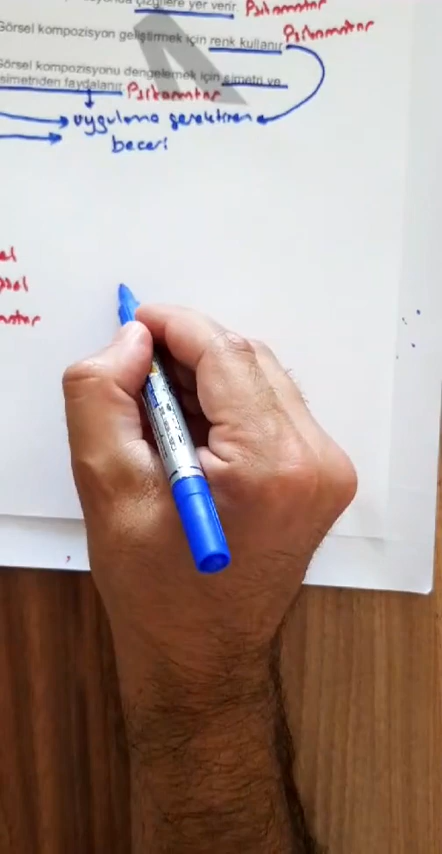 çizgilere yer verir. Psikomotor
Görsel kompozisyon geliştirmek için renk kullanır Psikomotor
Görsel kompozisyonu dengelemek için simetri ve
simetriden faydalanır. Psikomotor
uygulama gerektiren
beceri